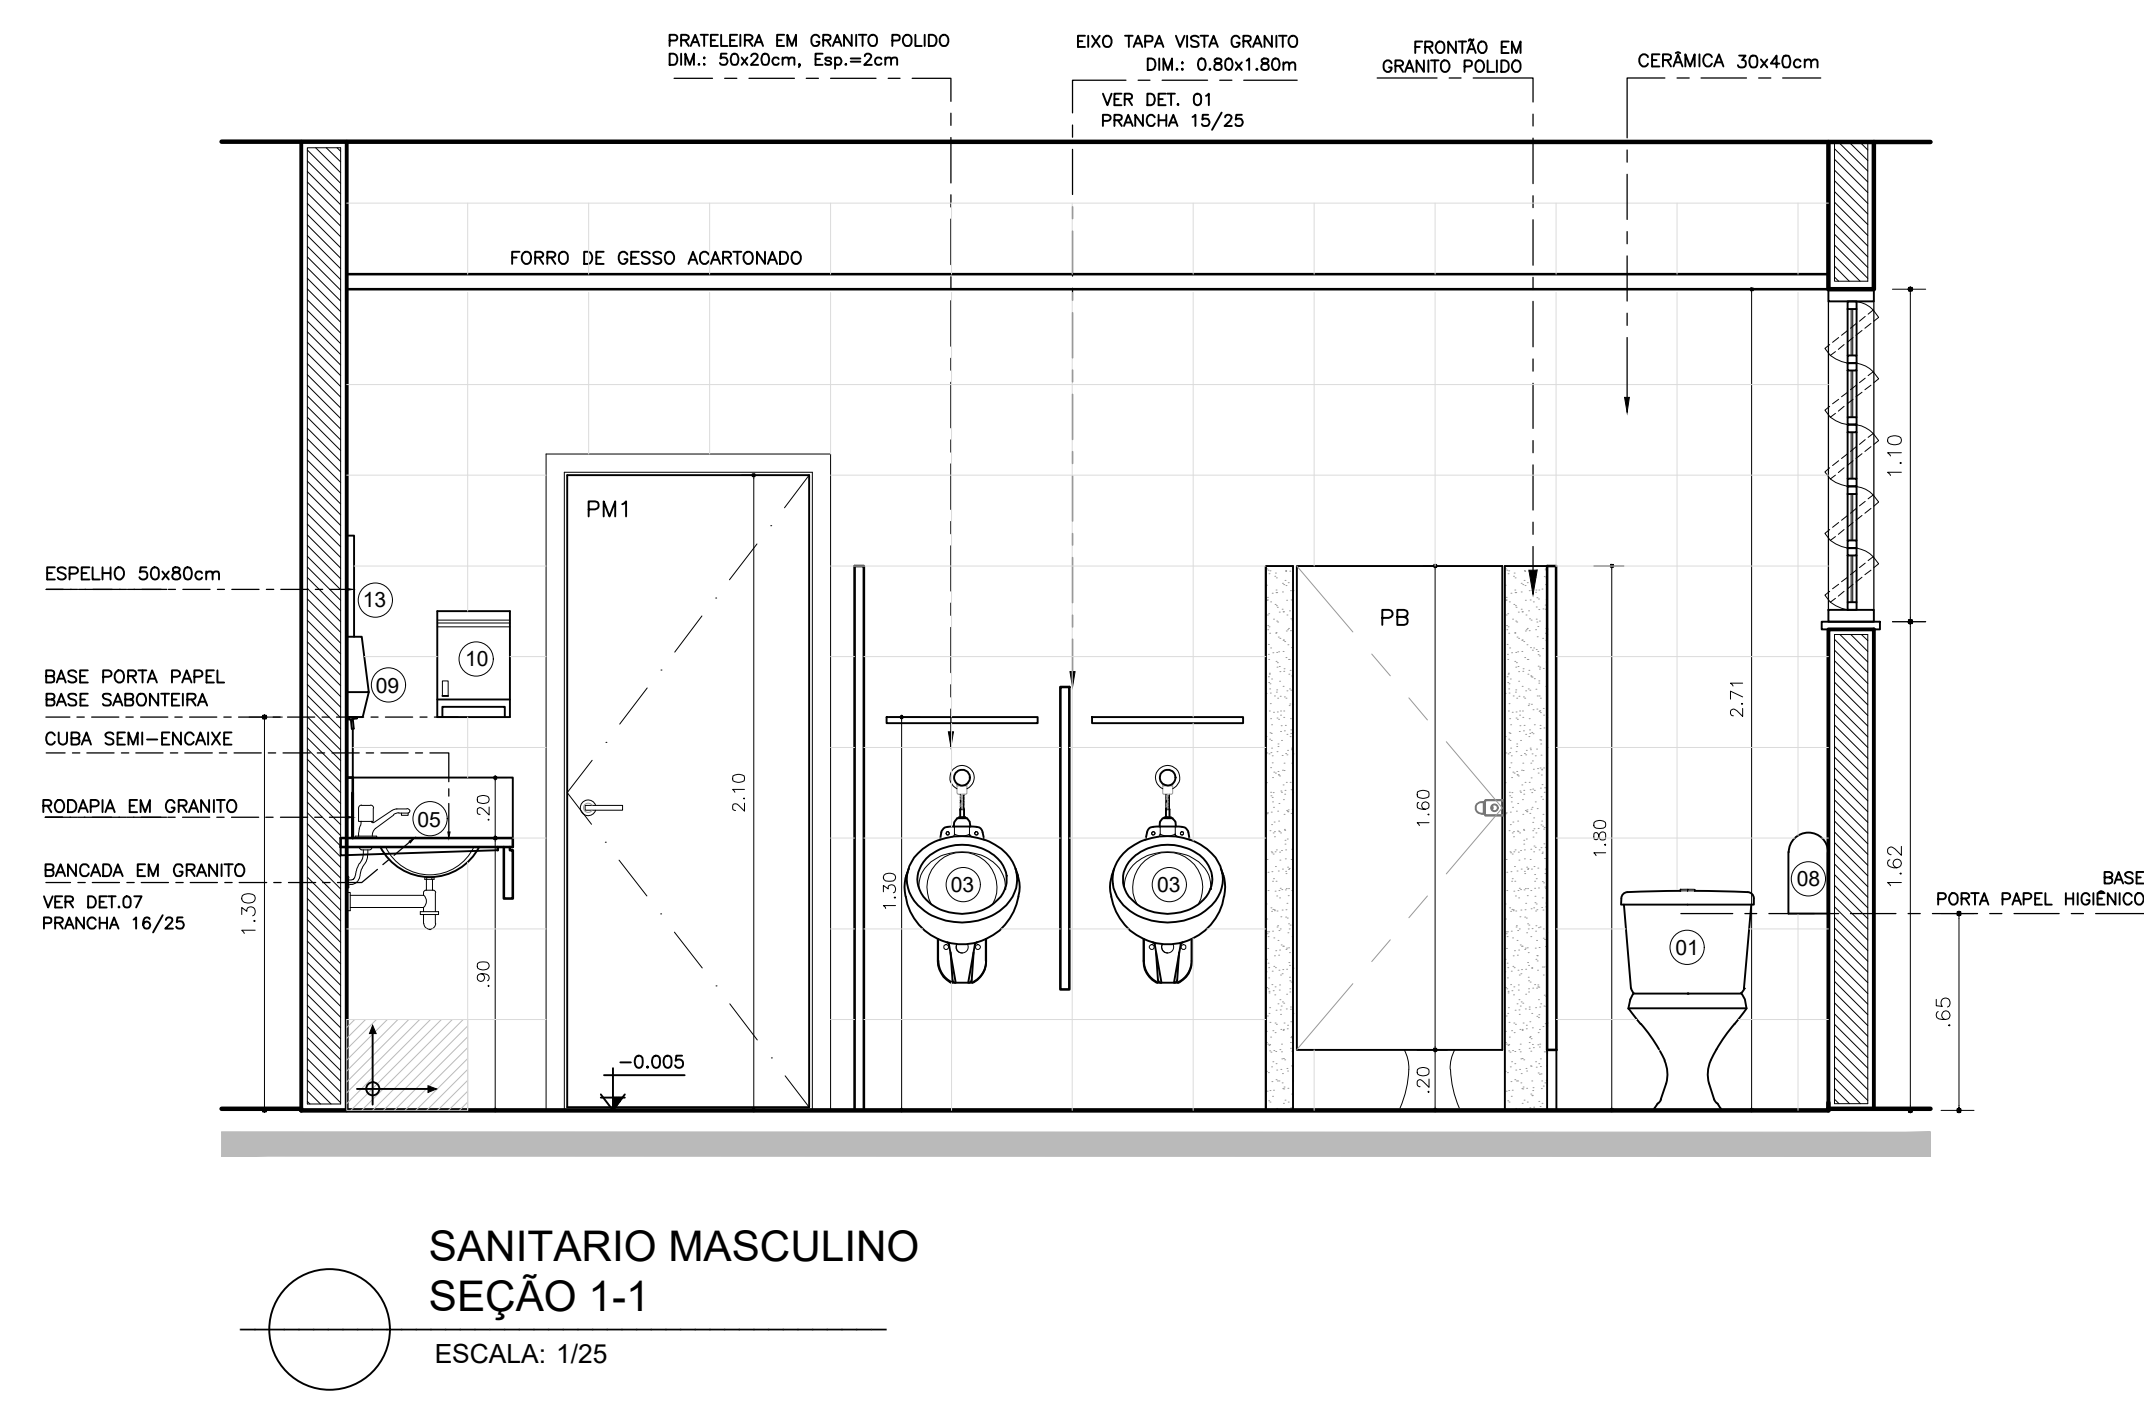 PRATELEIRA EM GRANITO POLIDO
DIM.: 50x20cm, Esp.=2cm
EIXO TAPA VISTA GRANITO
DIM.: 0.80x1.80m
VER DET. 01
PRANCHA 15/25
FRONTÃO EM
GRANITO POLIDO
CERÂMICA 30x40cm
FORRO DE GESSO ACARTONADO
1.10
PM1
ESPELHO 50x80cm
13
PB
10
BASE PORTA PAPEL
BASE SABONTEIRA
09
2.71
CUBA SEMI-ENCAIXE
2.10
RODAPIA EM GRANITO
.20
05
1.60
1.80
BANCADA EM GRANITO
VER DET.07
PRANCHA 16/25
1.30
1.30
03
03
08
1.62
BASE
PORTA PAPEL HIGIÊNICO
01
.90
.65
-0.005
.20
SANITARIO MASCULINO
SEÇÃO 1-1
ESCALA: 1/25